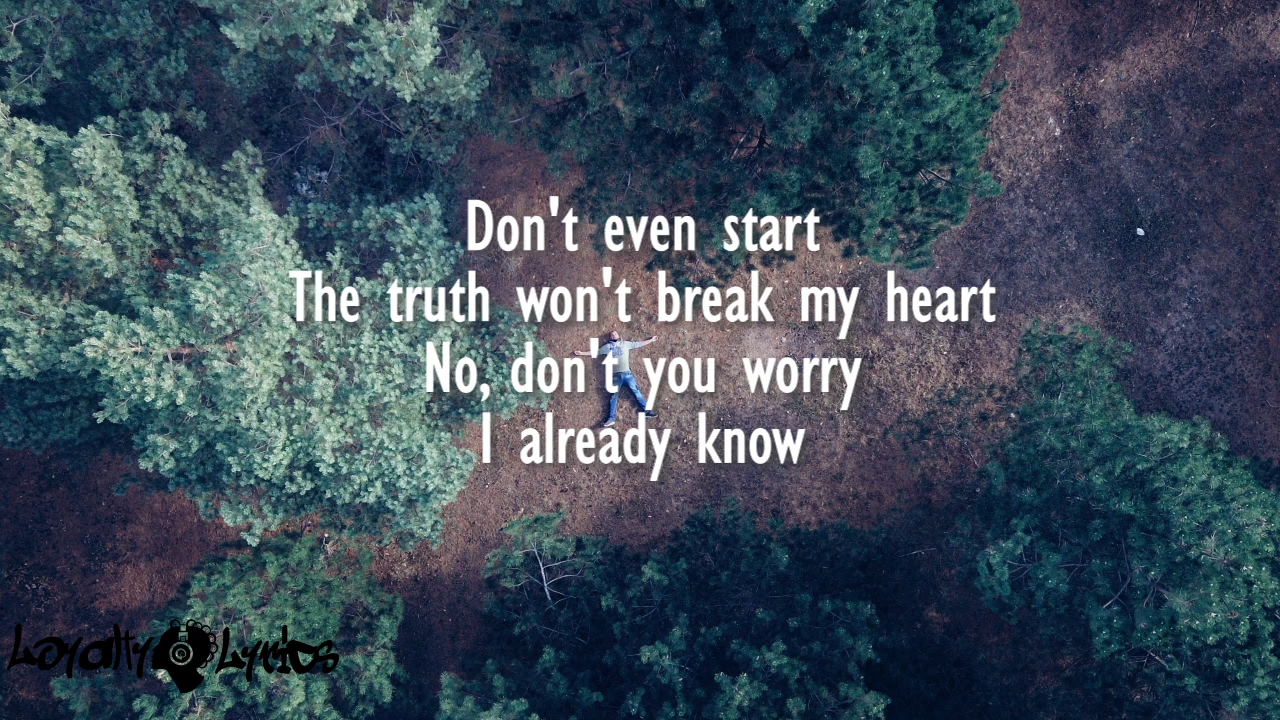 Don't even start
The truth won't break my heart
No, don't you worry
I already know
Loyalty Lyrics